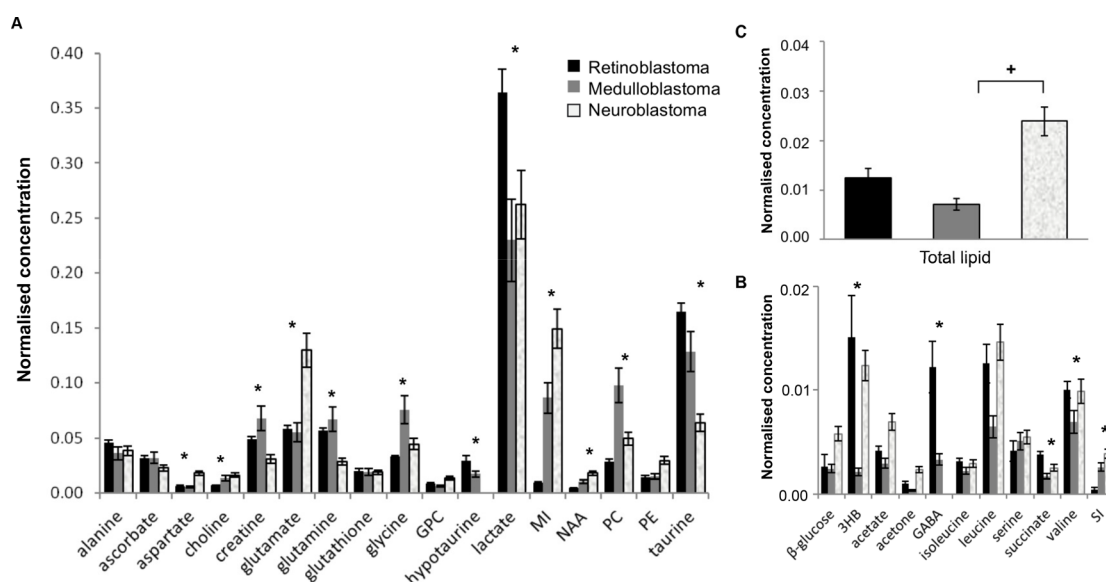 A
Normalised concentration
0.40
0.35
0.30
0.25
0.20
0.15
0.10
0.05
0.00
Retinoblastoma
Medulloblastoma
Neuroblastoma
* * * * * * * * * * * * *
alanine
ascorbate
aspartate
choline
creatine
glutamate
glutamine
glutathione
glycine
GPC
hypotaurine
lactate
MI
NAA
PC
PE
taurine
C
Normalised concentration
0.04
0.03
0.02
0.01
0.00
+
Total lipid
B
Normalised concentration
0.02
0.01
0.00
* * * * *
β-glucose
3HB
acetate
acetone
GABA
isoleucine
leucine
serine
succinate
valine
SI